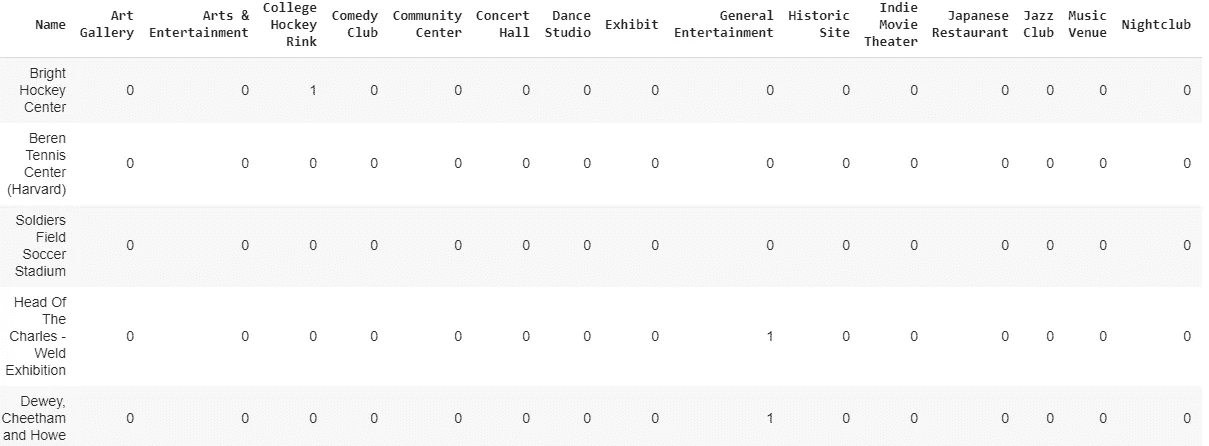 Name
Art
Gallery
Arts &
Entertainment
College
Hockey
Rink
Comedy
Club
Community
Center
Concert
Hall
Dance
Studio
Exhibit
General
Entertainment
Historic
Site
Indie
Movie
Theater
Japanese
Restaurant
Jazz
Club
Music
Venue
Nightclub
Bright
Hockey
Center
0 0 1 0 0 0 0 0 0 0 0 0 0 0 0
Beren
Tennis
Center
(Harvard)
0 0 0 0 0 0 0 0 0 0 0 0 0 0 0
Soldiers
Field
Soccer
Stadium
0 0 0 0 0 0 0 0 0 0 0 0 0 0 0
Head Of
The
Charles -
Weld
Exhibition
0 0 0 0 0 0 0 0 1 0 0 0 0 0 0
Dewey,
Cheetham
and Howe
0 0 0 0 0 0 0 0 1 0 0 0 0 0 0